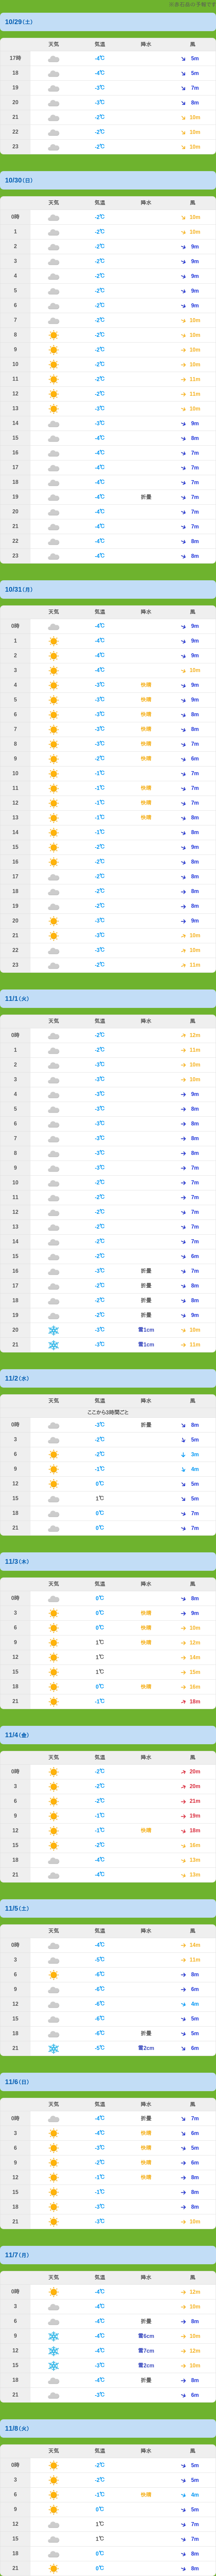 10/29(土)
天気 気温 降水 風
17時 -4℃ 5m
18 -4℃ 5m
19 -3℃ 7m
20 -3℃ 8m
21 -2℃ 10m
22 -2℃ 10m
23 -2℃ 10m
10/30(日)
天気 気温 降水 風
0時 -2℃ 10m
1 -2℃ 10m
2 -2℃ 9m
3 -2℃ 9m
4 -2℃ 9m
5 -2℃ 9m
6 -2℃ 9m
7 -2℃ 10m
8 -2℃ 10m
9 -2℃ 10m
10 -2℃ 10m
11 -2℃ 11m
12 -2℃ 11m
13 -3℃ 10m
14 -3℃ 9m
15 -4℃ 8m
16 -4℃ 7m
17 -4℃ 7m
18 -4℃ 7m
19 -4℃ 折曇 7m
20 -4℃ 7m
21 -4℃ 7m
22 -4℃ 8m
23 -4℃ 8m
10/31(月)
天気 気温 降水 風
0時 -4℃ 9m
1 -4℃ 9m
2 -4℃ 9m
3 -4℃ 10m
4 -3℃ 快晴 9m
5 -3℃ 快晴 9m
6 -3℃ 快晴 8m
7 -3℃ 快晴 8m
8 -3℃ 快晴 7m
9 -2℃ 快晴 6m
10 -1℃ 7m
11 -1℃ 快晴 7m
12 -1℃ 快晴 7m
13 -1℃ 快晴 8m
14 -1℃ 8m
15 -2℃ 9m
16 -2℃ 8m
17 -2℃ 8m
18 -2℃ 8m
19 -2℃ 8m
20 -3℃ 9m
21 -3℃ 10m
22 -3℃ 10m
23 -2℃ 11m
11/1(火)
天気 気温 降水 風
0時 -2℃ 12m
1 -2℃ 11m
2 -3℃ 10m
3 -3℃ 10m
4 -3℃ 9m
5 -3℃ 8m
6 -3℃ 8m
7 -3℃ 8m
8 -3℃ 8m
9 -3℃ 7m
10 -2℃ 7m
11 -2℃ 7m
12 -2℃ 7m
13 -2℃ 7m
14 -2℃ 7m
15 -2℃ 6m
16 -3℃ 折曇 7m
17 -2℃ 折曇 8m
18 -2℃ 折曇 8m
19 -2℃ 折曇 9m
20 -3℃ 雪1cm 10m
21 -3℃ 雪1cm 11m
11/2(水)
天気 気温 降水 風
ここから3時間ごと
0時 -3℃ 折曇 8m
3 -2℃ 5m
6 -2℃ 3m
9 -1℃ 4m
12 0℃ 5m
15 1℃ 5m
18 0℃ 7m
21 0℃ 7m
11/3(木)
天気 気温 降水 風
0時 0℃ 8m
3 0℃ 快晴 9m
6 0℃ 快晴 10m
9 1℃ 快晴 12m
12 1℃ 14m
15 1℃ 15m
18 0℃ 快晴 16m
21 -1℃ 18m
11/4(金)
天気 気温 降水 風
0時 -2℃ 20m
3 -2℃ 20m
6 -2℃ 21m
9 -1℃ 19m
12 -1℃ 快晴 18m
15 -2℃ 16m
18 -4℃ 13m
21 -4℃ 13m
11/5(土)
天気 気温 降水 風
0時 -4℃ 14m
3 -5℃ 11m
6 -6℃ 8m
9 -6℃ 6m
12 -6℃ 4m
15 -6℃ 5m
18 -6℃ 折曇 5m
21 -5℃ 雪2cm 6m
11/6(日)
天気 気温 降水 風
0時 -4℃ 折曇 7m
3 -4℃ 快晴 6m
6 -3℃ 快晴 5m
9 -2℃ 快晴 6m
12 -1℃ 快晴 8m
15 -1℃ 8m
18 -3℃ 8m
21 -3℃ 10m
11/7(月)
天気 気温 降水 風
0時 -4℃ 12m
3 -4℃ 10m
6 -4℃ 折曇 8m
9 -4℃ 雪6cm 10m
12 -4℃ 雪7cm 12m
15 -3℃ 雪2cm 10m
18 -4℃ 折曇 8m
21 -3℃ 6m
11/8(火)
天気 気温 降水 風
0時 -2℃ 5m
3 -2℃ 5m
6 -1℃ 快晴 4m
9 0℃ 5m
12 1℃ 7m
15 1℃ 7m
18 0℃ 8m
21 0℃ 8m